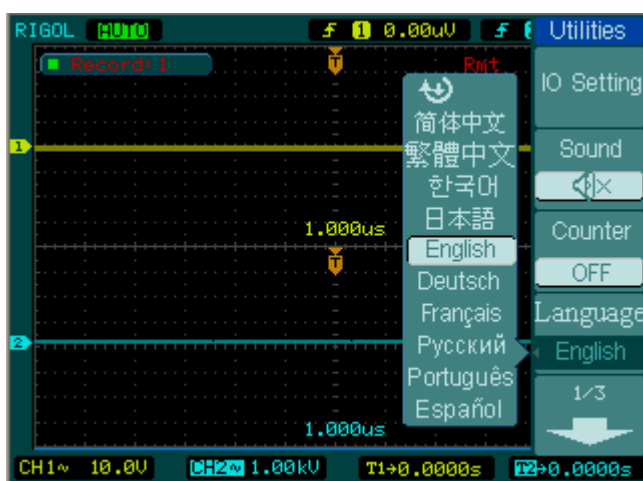 RIGOL AUTO 1 0.00uV
Utilities
Record: 1
T
Rmt
IO Setting
简体中文
繁體中文
한국어
日本語
English
Deutsch
Français
Русский
Português
Español
1
1.000us
T
2
1.000us
Sound
Counter
OFF
Language
English
1/3
CH1~ 10.0V CH2~ 1.00kV T1→0.0000s T2→0.0000s